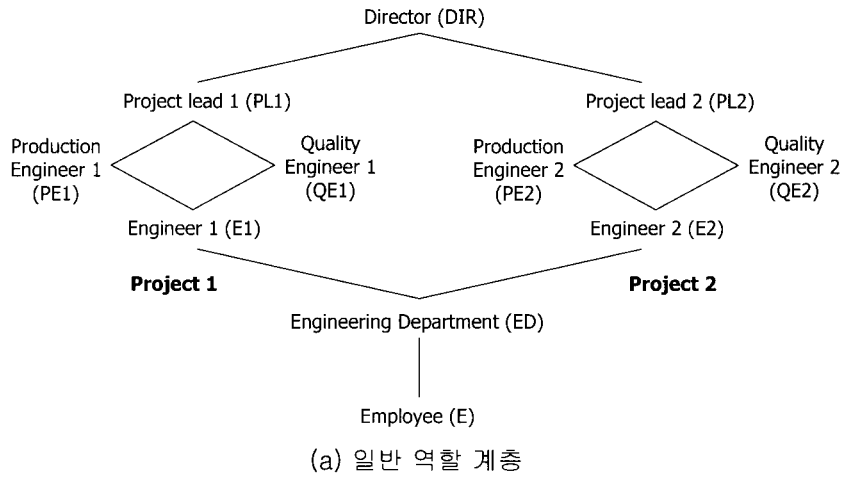 Director (DIR)
Project lead 1 (PL1)
Project lead 2 (PL2)
Production
Engineer 1
(PE1)
Quality
Engineer 1
(QE1)
Production
Engineer 2
(PE2)
Quality
Engineer 2
(QE2)
Engineer 1 (E1)
Engineer 2 (E2)
Project 1
Project 2
Engineering Department (ED)
Employee (E)
(a) 일반 역할 계층